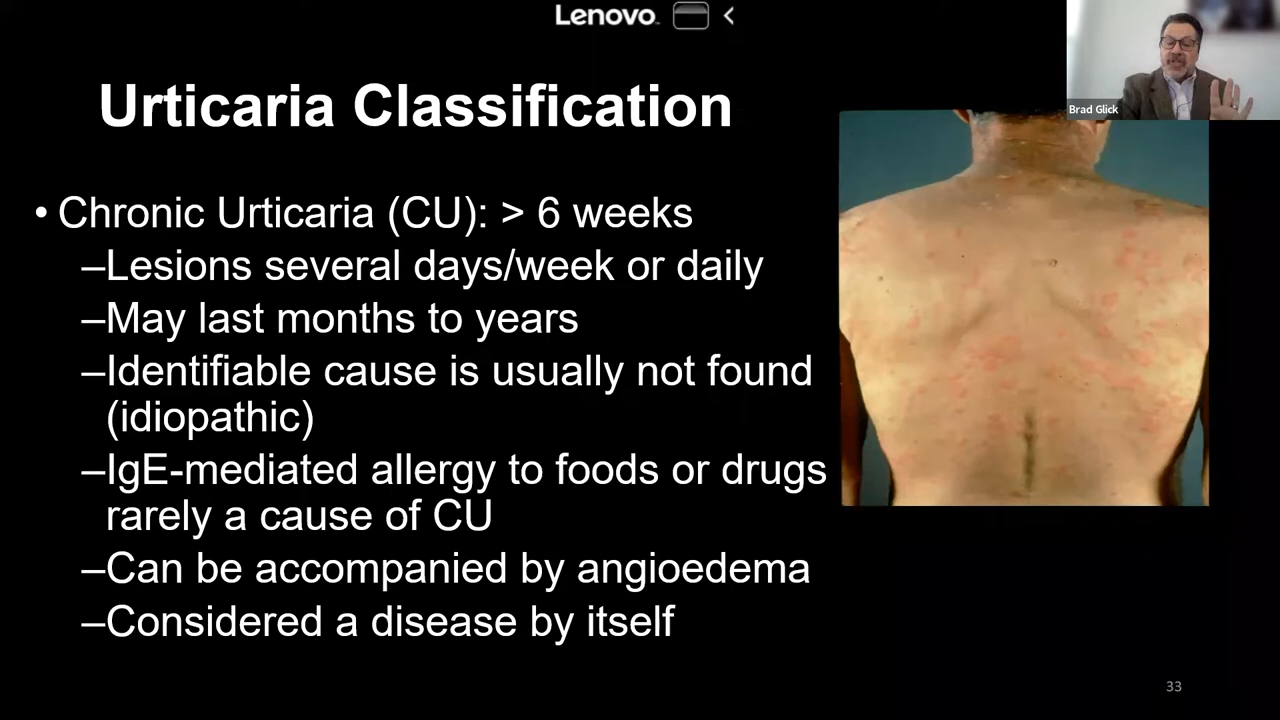 Lenovo
Brad Glick
Urticaria Classification
• Chronic Urticaria (CU): > 6 weeks
–Lesions several days/week or daily
–May last months to years
–Identifiable cause is usually not found
(idiopathic)
–IgE-mediated allergy to foods or drugs
rarely a cause of CU
–Can be accompanied by angioedema
–Considered a disease by itself
33